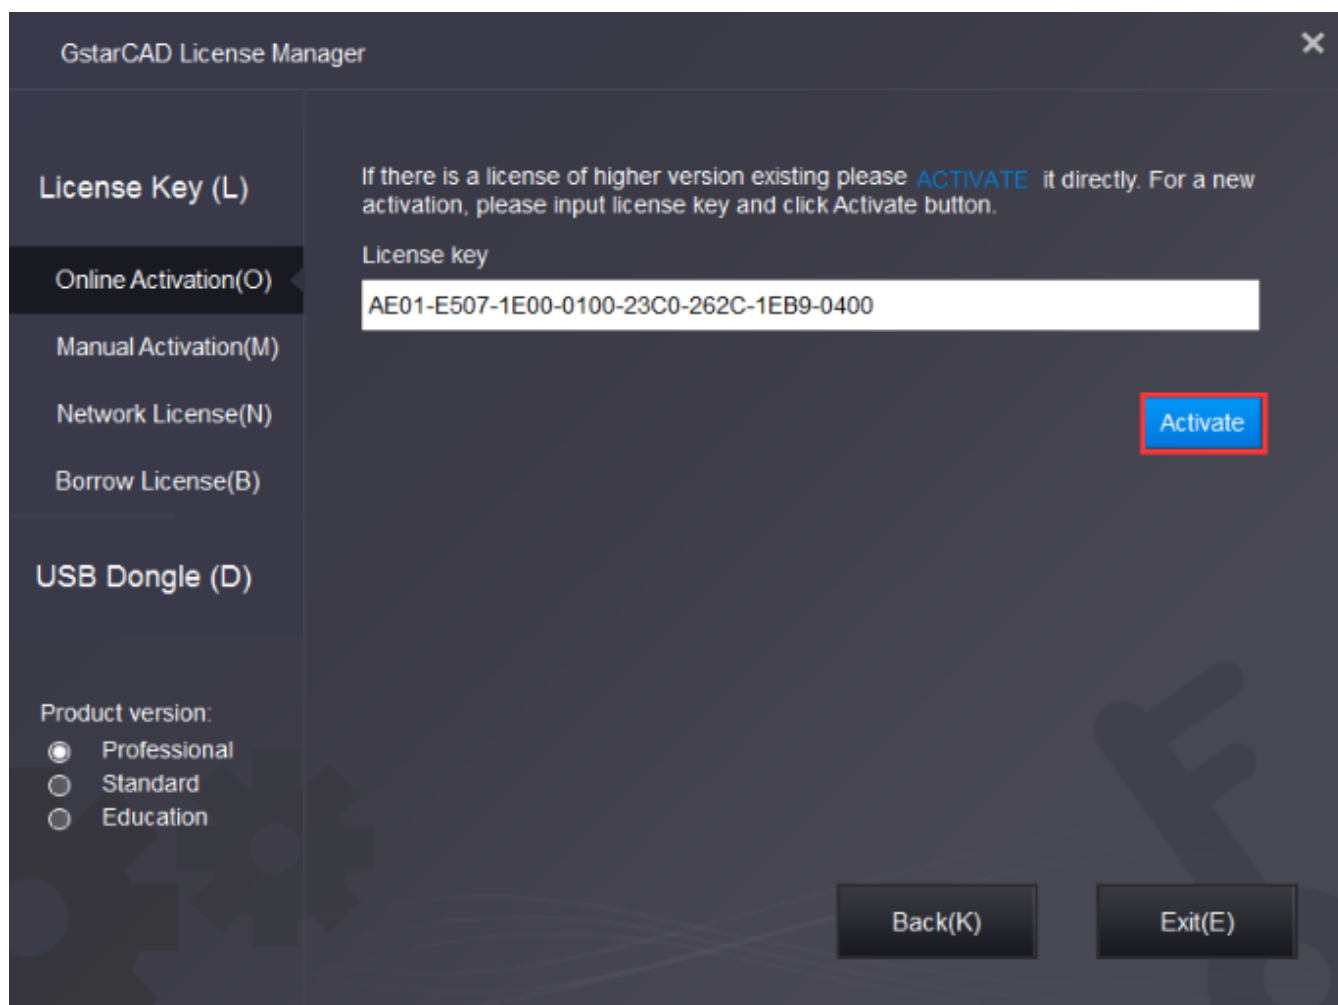 GstarCAD License Manager
License Key (L)
Online Activation(O)
Manual Activation(M)
Network License(N)
Borrow License(B)
USB Dongle (D)
Product version:
Professional
Standard
Education
If there is a license of higher version existing please ACTIVATE it directly. For a new
activation, please input license key and click Activate button.
License key
AE01-E507-1E00-0100-23C0-262C-1EB9-0400
Activate
Back(K)
Exit(E)